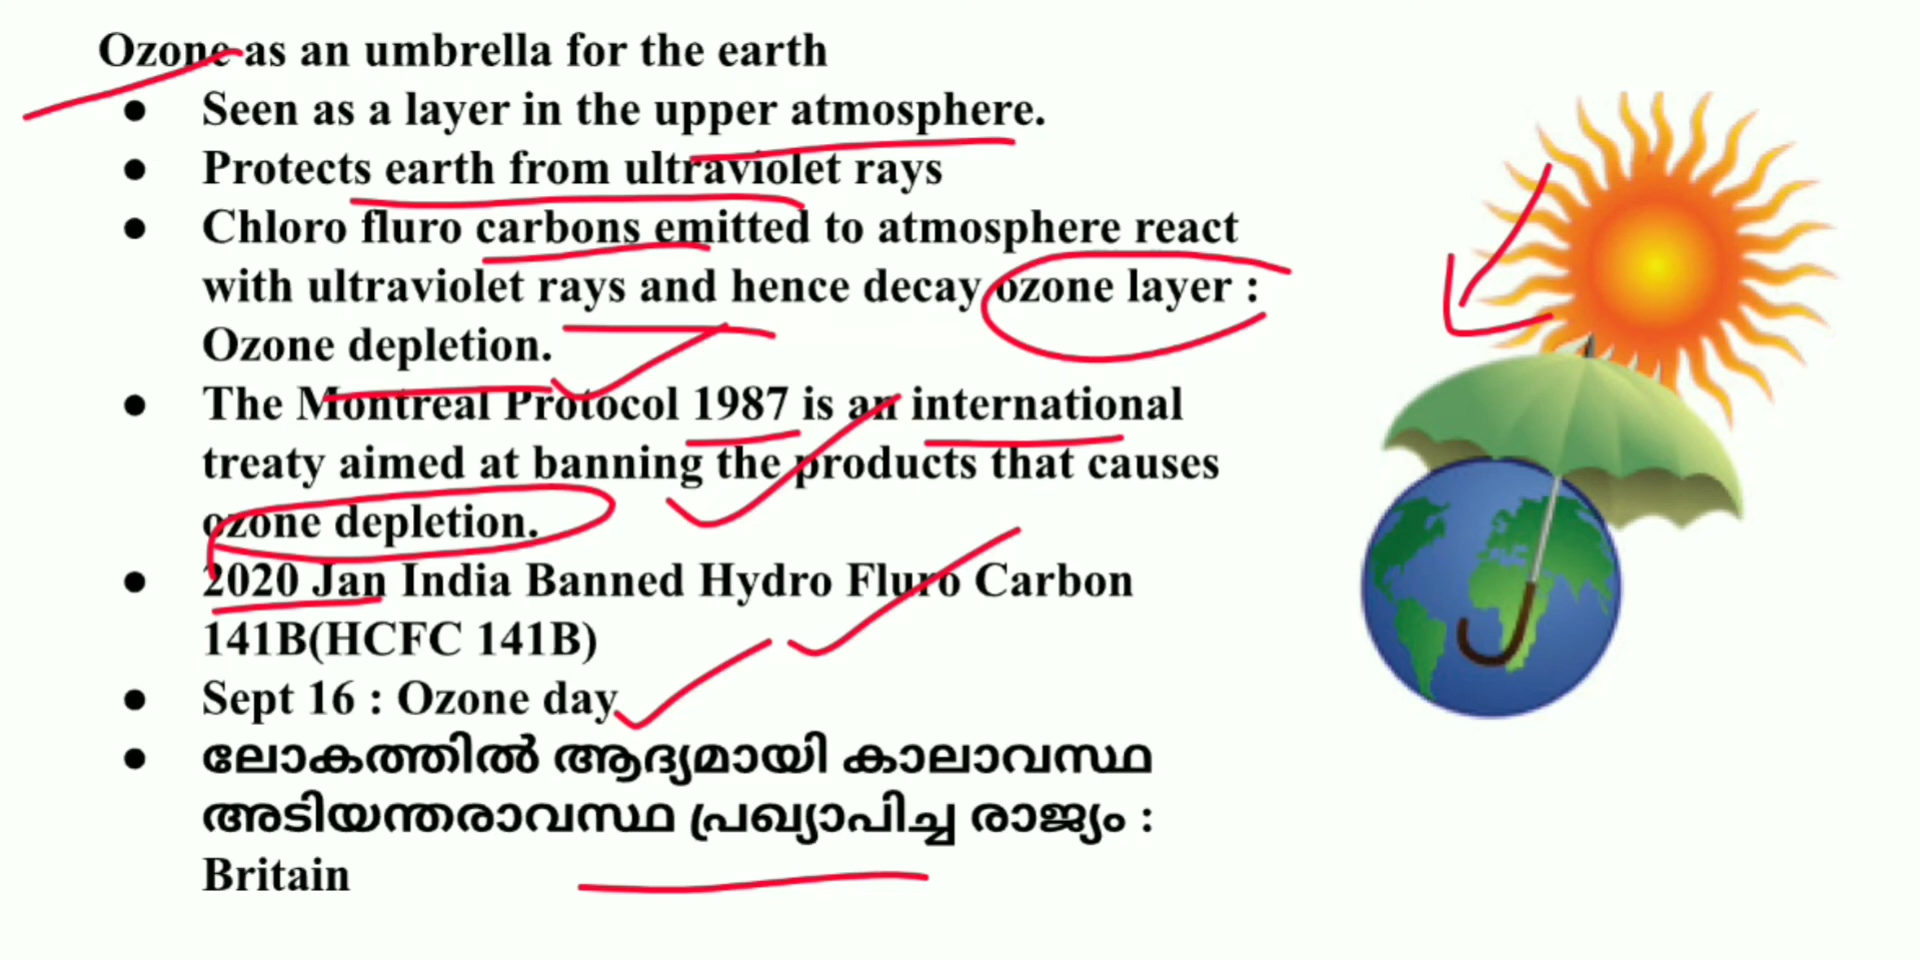 Ozone as an umbrella for the earth
● Seen as a layer in the upper atmosphere.
● Protects earth from ultraviolet rays
● Chloro fluro carbons emitted to atmosphere react
with ultraviolet rays and hence decay ozone layer :
Ozone depletion.
● The Montreal Protocol 1987 is an international
treaty aimed at banning the products that causes
ozone depletion.
● 2020 Jan India Banned Hydro Fluro Carbon
141B(HCFC 141B)
● Sept 16 : Ozone day
● ലോകത്തിൽ ആദ്യമായി കാലാവസ്ഥ
അടിയന്തരാവസ്ഥ പ്രഖ്യാപിച്ച രാജ്യം :
Britain